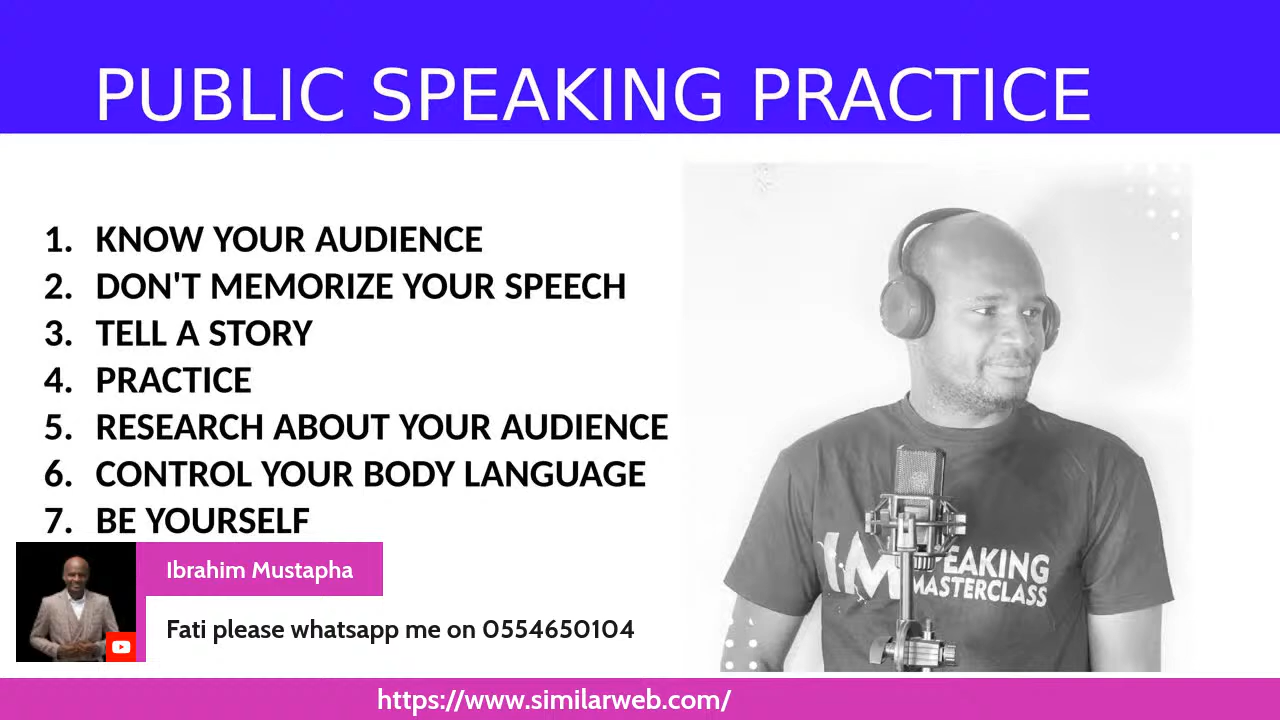 PUBLIC SPEAKING PRACTICE
1. KNOW YOUR AUDIENCE
2. DON'T MEMORIZE YOUR SPEECH
3. TELL A STORY
4. PRACTICE
5. RESEARCH ABOUT YOUR AUDIENCE
6. CONTROL YOUR BODY LANGUAGE
7. BE YOURSELF
IM PEAKING
MASTERCLASS
Ibrahim Mustapha
Fati please whatsapp me on 0554650104
https://www.similarweb.com/